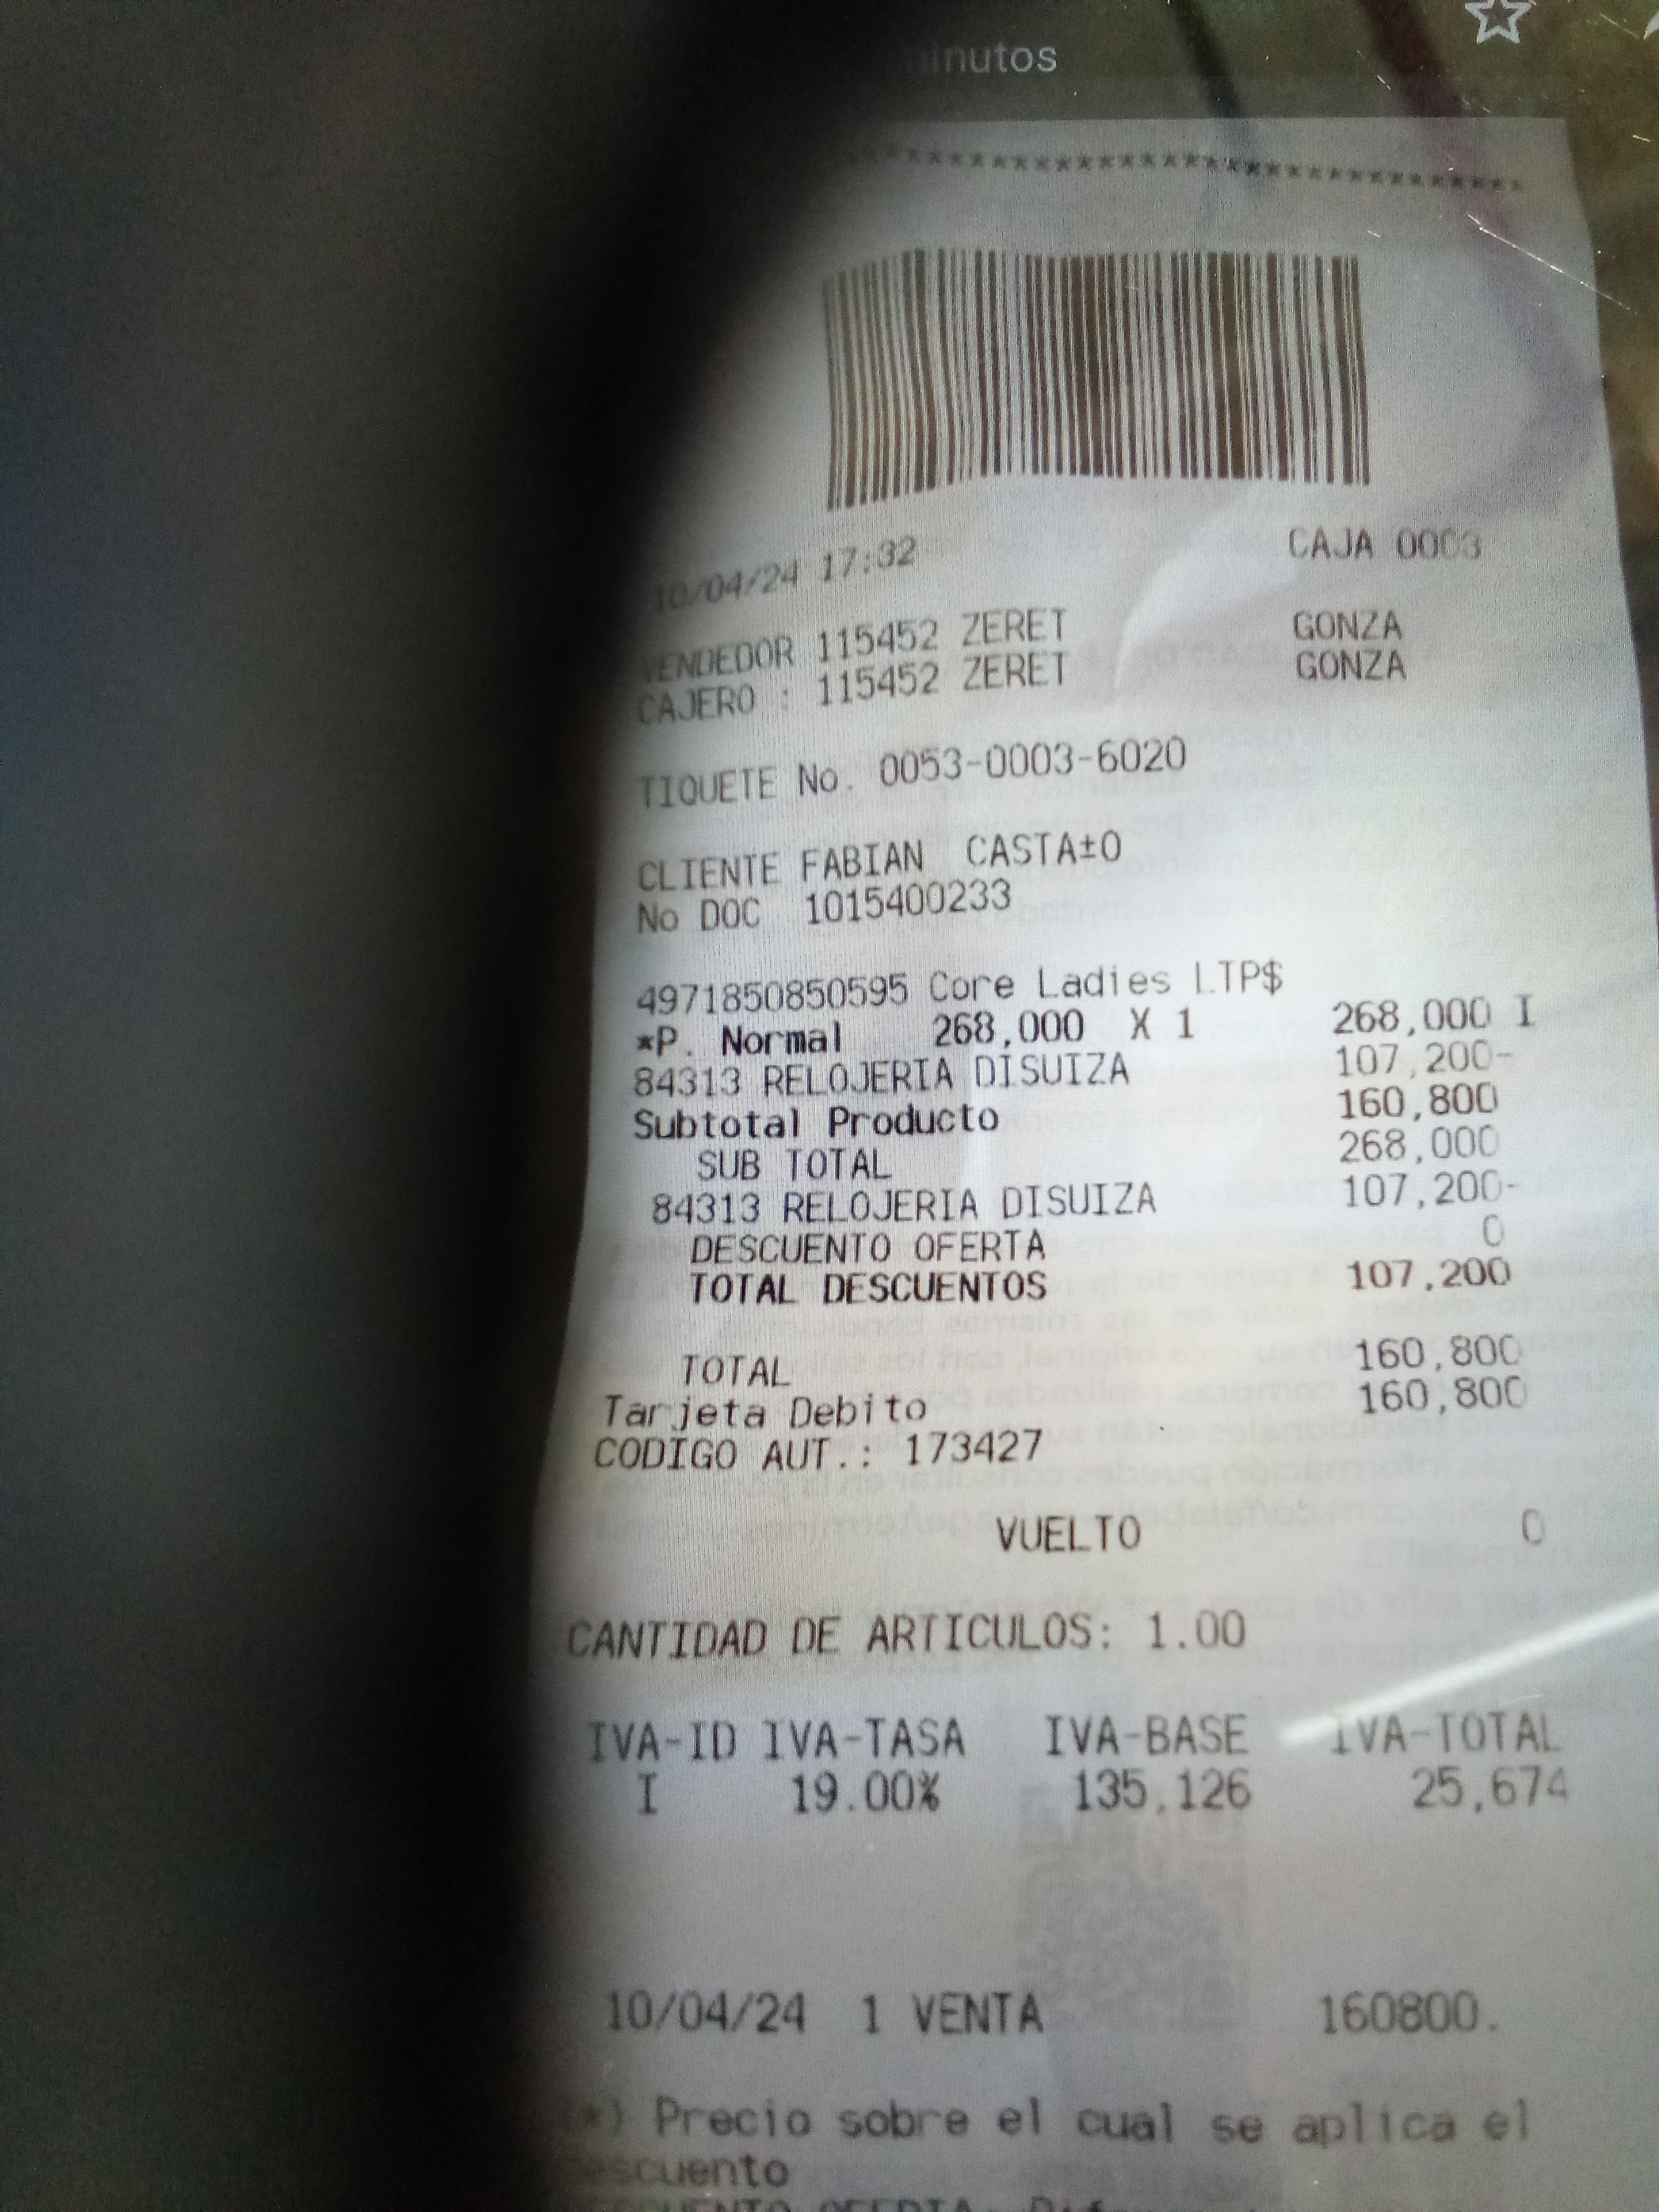 minutos
10/04/24 17:32 CAJA 0003
VENDEDOR 115452 ZERET GONZA
CAJERO : 115452 ZERET GONZA
TIQUETE No. 0053-0003-6020
CLIENTE FABIAN CASTA±O
No DOC 1015400233
4971850850595 Core Ladies LTP$
*P. Normal 268,000 X 1 268,000 I
84313 RELOJERIA DISUIZA 107,200-
Subtotal Producto 160,800
SUB TOTAL 268,000
84313 RELOJERIA DISUIZA 107,200-
DESCUENTO OFERTA 0
TOTAL DESCUENTOS 107,200
TOTAL 160,800
Tarjeta Debito 160,800
CODIGO AUT.: 173427
VUELTO 0
CANTIDAD DE ARTICULOS: 1.00
IVA-ID IVA-TASA IVA-BASE IVA-TOTAL
I 19.00% 135,126 25,674
10/04/24 1 VENTA 160800.
(*) Precio sobre el cual se aplica el
descuento